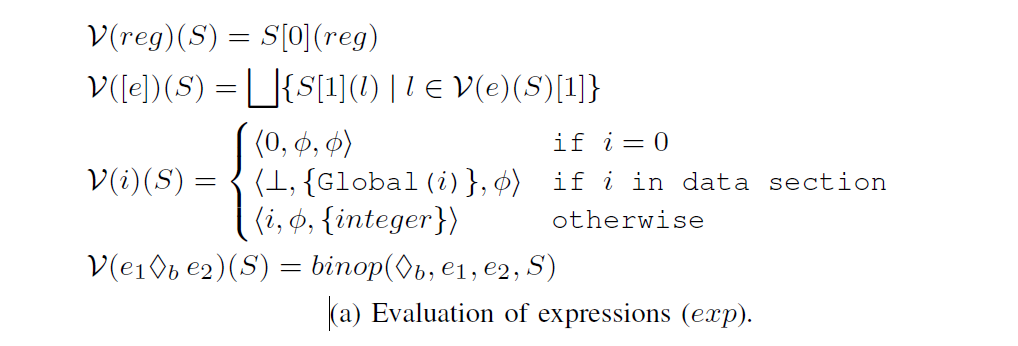 𝒱(reg)(S) = S[0](reg)
𝒱([e])(S) = ⨆{S[1](l) | l ∈ 𝒱(e)(S)[1]}
𝒱(i)(S) = { ⟨0, ϕ, ϕ⟩ if i = 0
⟨⊥, {Global(i)}, ϕ⟩ if i in data section
⟨i, ϕ, {integer}⟩ otherwise
𝒱(e₁◊_b e₂)(S) = binop(◊_b, e₁, e₂, S)
(a) Evaluation of expressions (exp).